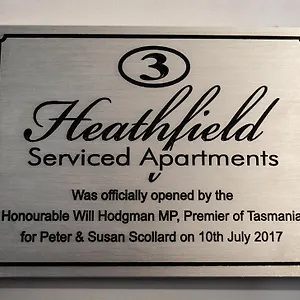 3
Heathfield
Serviced Apartments
Was officially opened by the
Honourable Will Hodgman MP, Premier of Tasmania
for Peter & Susan Scollard on 10th July 2017